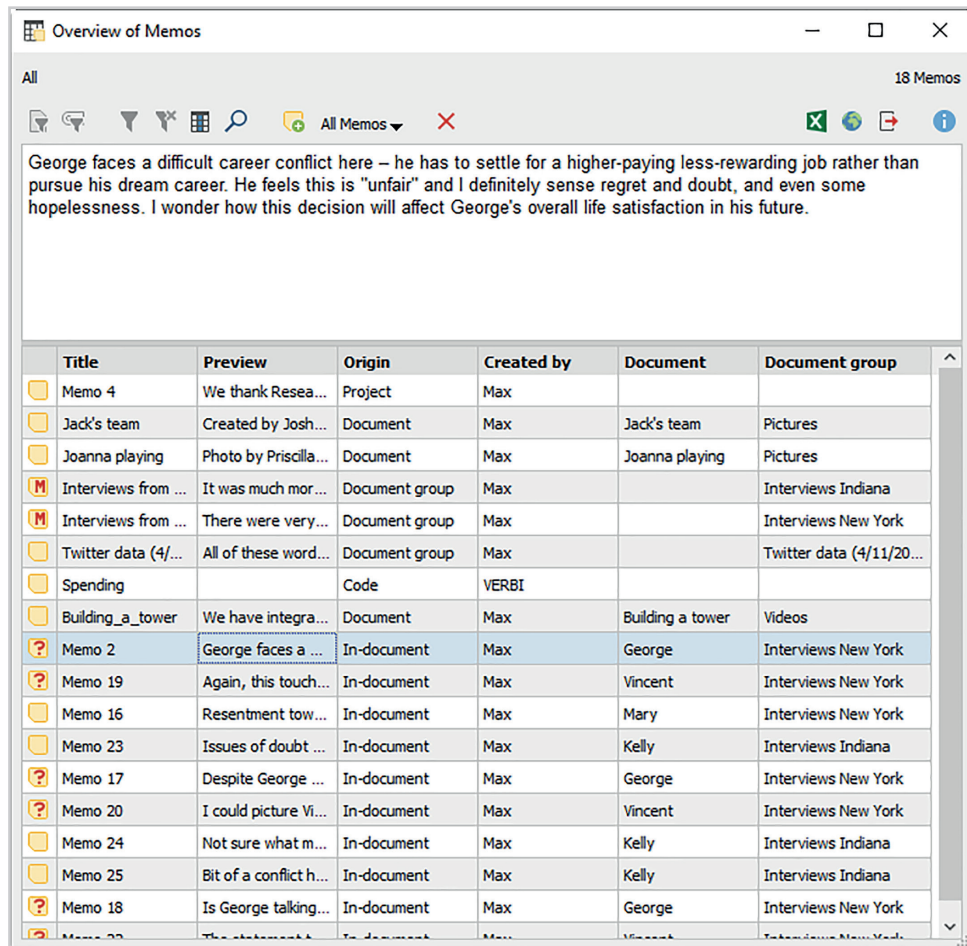 Overview of Memos
All 18 Memos
All Memos
George faces a difficult career conflict here – he has to settle for a higher-paying less-rewarding job rather than
pursue his dream career. He feels this is "unfair" and I definitely sense regret and doubt, and even some
hopelessness. I wonder how this decision will affect George's overall life satisfaction in his future.
Title Preview Origin Created by Document Document group
Memo 4 We thank Resea... Project Max
Jack's team Created by Josh... Document Max Jack's team Pictures
Joanna playing Photo by Priscilla... Document Max Joanna playing Pictures
M Interviews from ... It was much mor... Document group Max Interviews Indiana
M Interviews from ... There were very... Document group Max Interviews New York
Twitter data (4/... All of these word... Document group Max Twitter data (4/11/20...
Spending Code VERBI
Building_a_tower We have integra... Document Max Building a tower Videos
? Memo 2 George faces a ... In-document Max George Interviews New York
? Memo 19 Again, this touch... In-document Max Vincent Interviews New York
Memo 16 Resentment tow... In-document Max Mary Interviews New York
Memo 23 Issues of doubt ... In-document Max Kelly Interviews Indiana
? Memo 17 Despite George ... In-document Max George Interviews New York
? Memo 20 I could picture Vi... In-document Max Vincent Interviews New York
Memo 24 Not sure what m... In-document Max Kelly Interviews Indiana
Memo 25 Bit of a conflict h... In-document Max Kelly Interviews Indiana
? Memo 18 Is George talking... In-document Max George Interviews New York